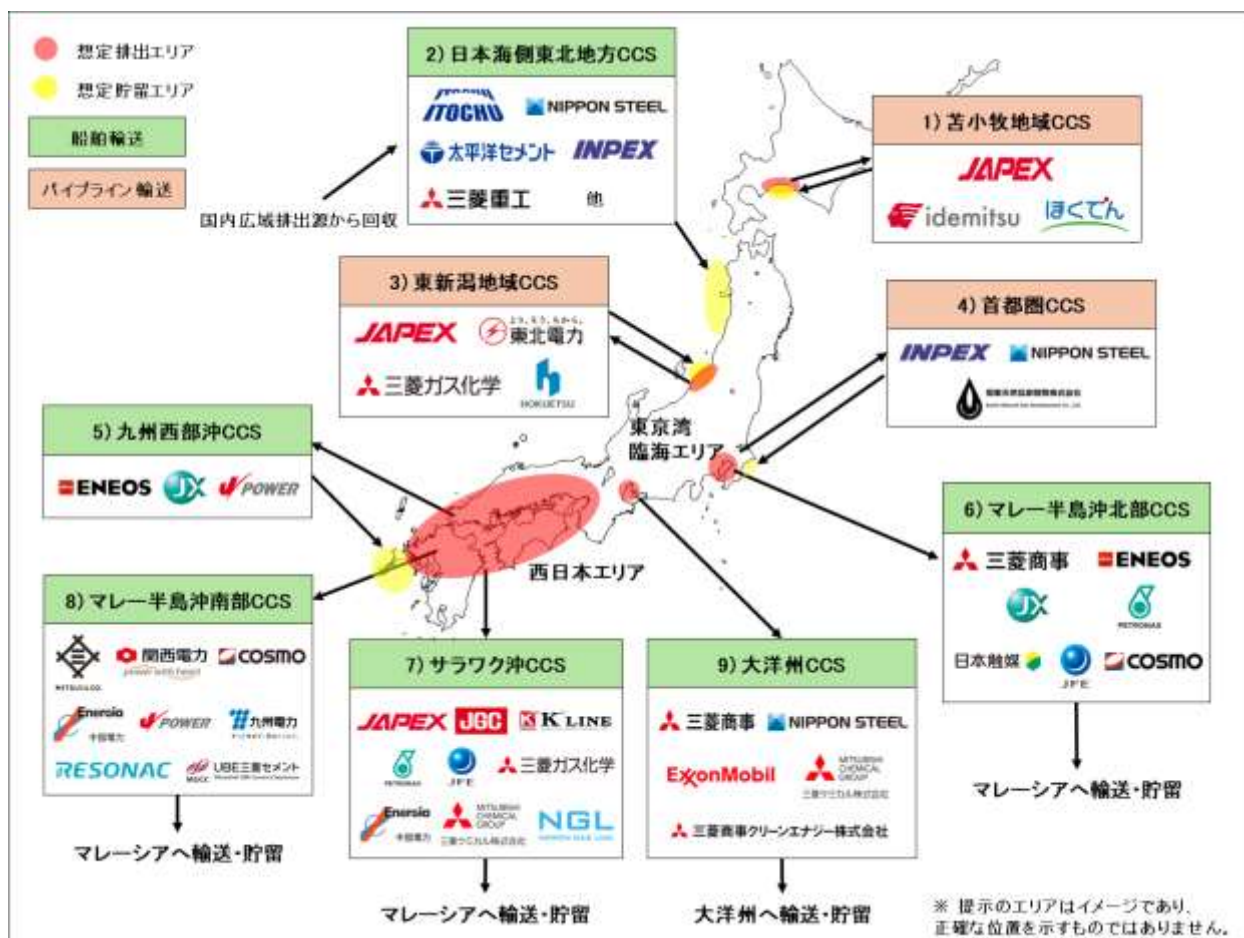 想定排出エリア
想定貯留エリア
船舶輸送
パイプライン輸送
国内広域排出源から回収
2) 日本海側東北地方CCS
ITOCHU
NIPPON STEEL
太平洋セメント
INPEX
三菱重工
他
1) 苫小牧地域CCS
JAPEX
idemitsu
ほくでん
3) 東新潟地域CCS
JAPEX
より、そう、ちから。
東北電力
三菱ガス化学
HOKUETSU
4) 首都圏CCS
INPEX
NIPPON STEEL
東京湾
臨海エリア
5) 九州西部沖CCS
ENEOS
JX
POWER
西日本エリア
6) マレー半島沖北部CCS
三菱商事
ENEOS
JX
PETRONAS
日本触媒
JFE
COSMO
マレーシアへ輸送・貯留
8) マレー半島沖南部CCS
MITSUI & CO.
関西電力
power with heart
COSMO
Energia
中国電力
POWER
九州電力
RESONAC
MUCC
UBE三菱セメント
マレーシアへ輸送・貯留
7) サラワク沖CCS
JAPEX
JGC
K K"LINE
PETRONAS
JFE
三菱ガス化学
Energia
中国電力
MITSUBISHI
CHEMICAL
GROUP
三菱ケミカル株式会社
NGL
NIPPON GAS LINE
マレーシアへ輸送・貯留
9) 大洋州CCS
三菱商事
NIPPON STEEL
ExxonMobil
MITSUBISHI
CHEMICAL
GROUP
三菱ケミカル株式会社
三菱商事クリーンエナジー株式会社
大洋州へ輸送・貯留
※ 提示のエリアはイメージであり、
正確な位置を示すものではありません。